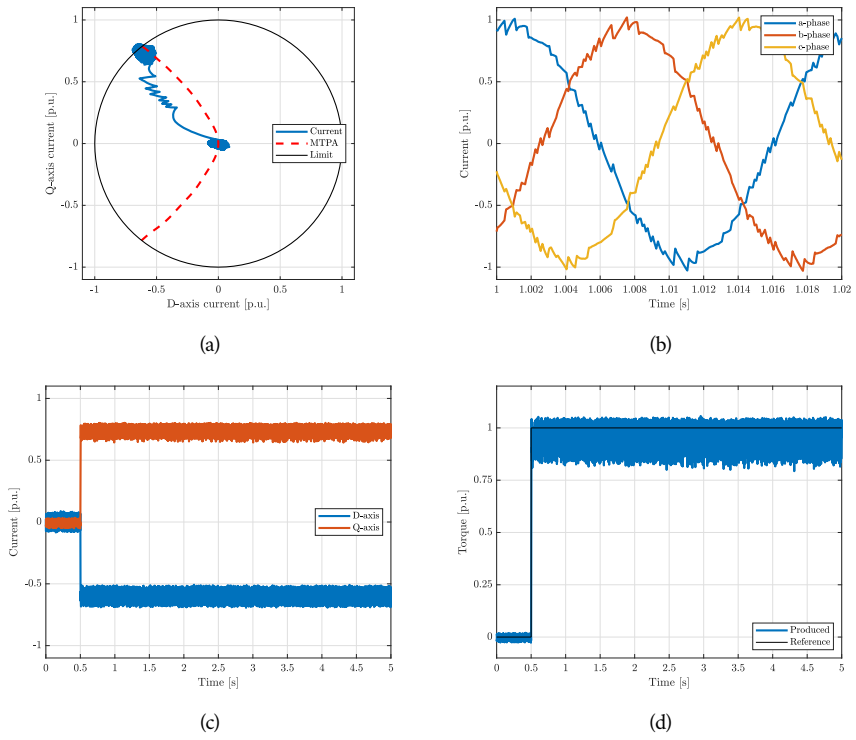 1
0.5
0
-0.5
-1
Q-axis current [p.u.]
Current
MTPA
Limit
-1 -0.5 0 0.5 1
D-axis current [p.u.]
(a)
1
0.5
0
-0.5
-1
Current [p.u.]
a-phase
b-phase
c-phase
1 1.002 1.004 1.006 1.008 1.01 1.012 1.014 1.016 1.018 1.02
Time [s]
(b)
1
0.5
0
-0.5
-1
Current [p.u.]
D-axis
Q-axis
0 0.5 1 1.5 2 2.5 3 3.5 4 4.5 5
Time [s]
(c)
1
0.75
0.5
0.25
0
Torque [p.u.]
Produced
Reference
0 0.5 1 1.5 2 2.5 3 3.5 4 4.5 5
Time [s]
(d)